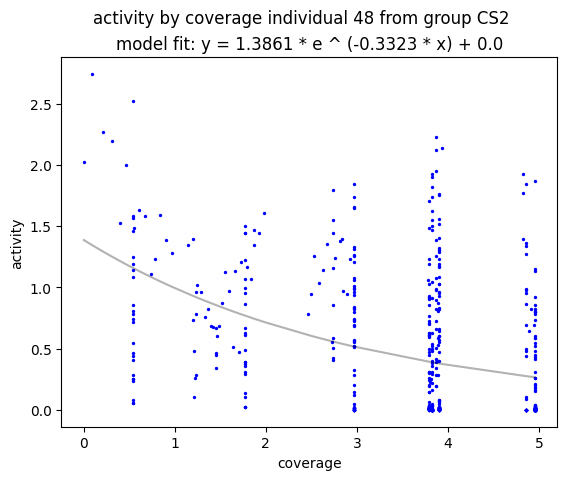 activity by coverage individual 48 from group CS2
model fit: y = 1.3861 * e ^ (-0.3323 * x) + 0.0
activity
2.5
2.0
1.5
1.0
0.5
0.0
0 1 2 3 4 5
coverage